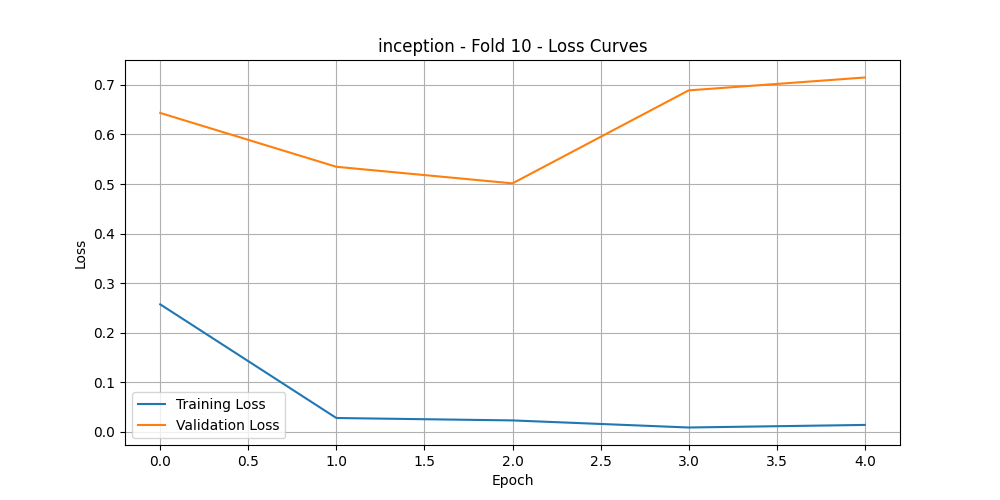 inception - Fold 10 - Loss Curves
0.7
0.6
0.5
0.4
0.3
0.2
0.1
0.0
Loss
Training Loss
Validation Loss
0.0 0.5 1.0 1.5 2.0 2.5 3.0 3.5 4.0
Epoch